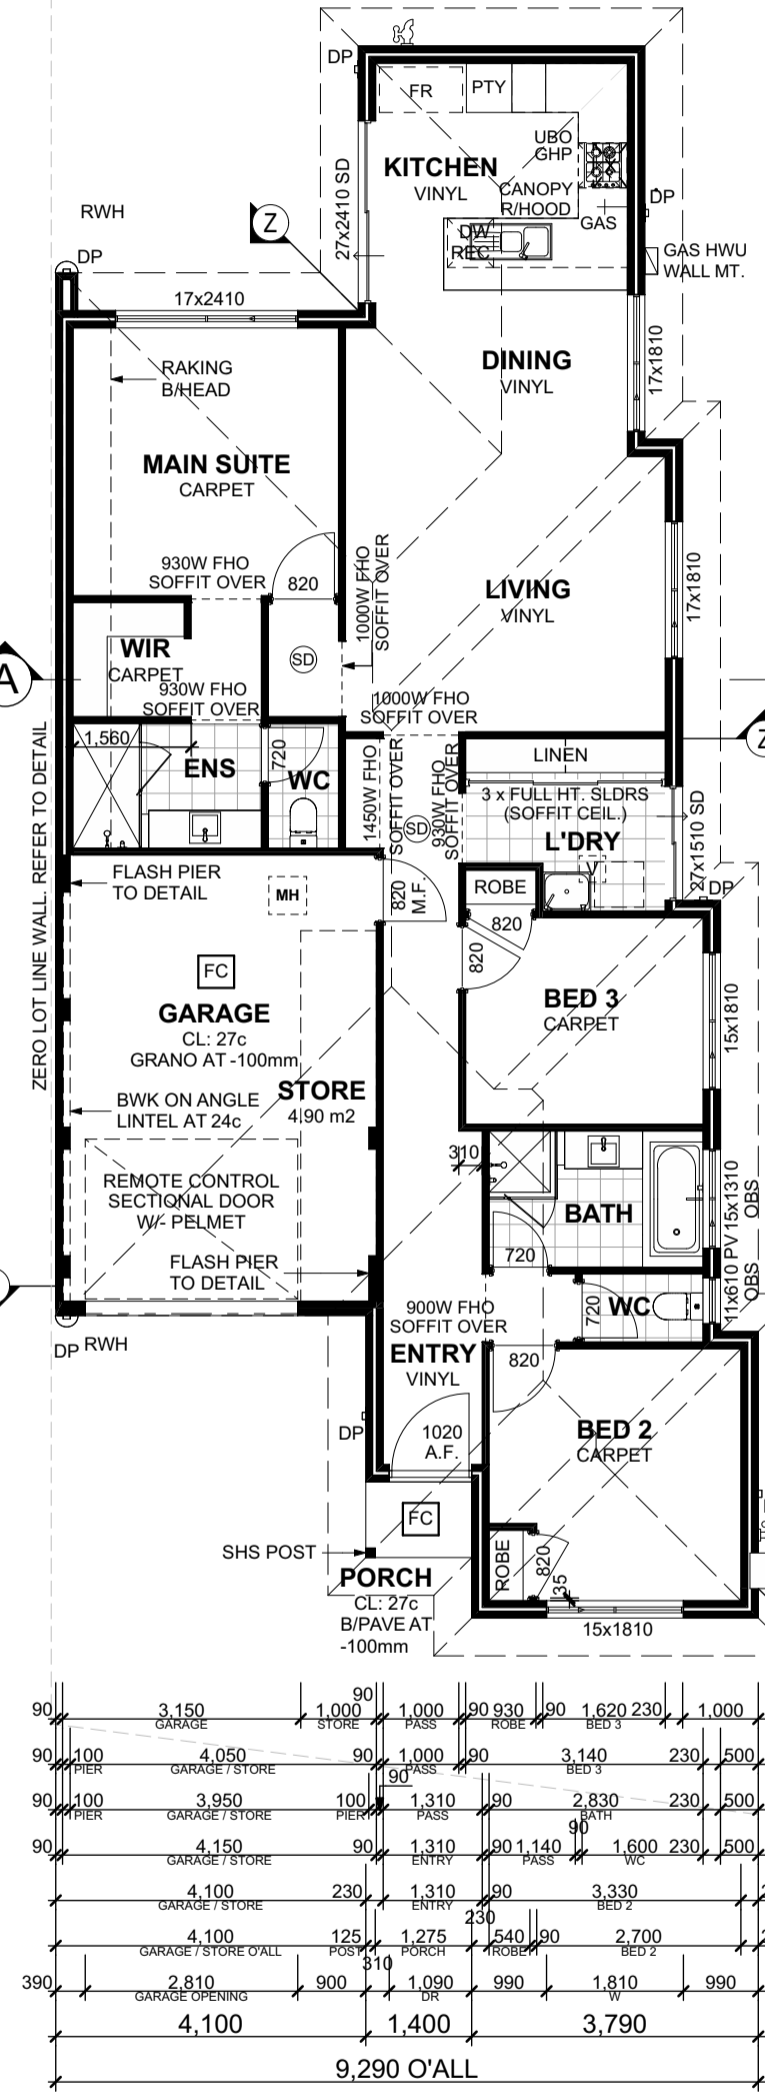 DP
FR
PTY
UBO
GHP
KITCHEN
VINYL
CANOPY
R/HOOD
GAS
DP
27x2410 SD
RWH
Z
DP
DW
REC
GAS HWU
WALL MT.
17x2410
DINING
VINYL
17x1810
RAKING
B/HEAD
MAIN SUITE
CARPET
930W FHO
SOFFIT OVER
820
1000W FHO
SOFFIT OVER
LIVING
VINYL
17x1810
WIR
CARPET
SD
A
930W FHO
SOFFIT OVER
1000W FHO
SOFFIT OVER
ZERO LOT LINE WALL. REFER TO DETAIL
1,560
ENS
720
WC
1450W FHO
SOFFIT OVER
SD
930W FHO
SOFFIT OVER
LINEN
3 x FULL HT. SLDRS
(SOFFIT CEIL.)
L'DRY
27x1510 SD
Z
FLASH PIER
TO DETAIL
MH
820
M.F.
ROBE
820
DP
820
FC
GARAGE
CL: 27c
GRANO AT -100mm
BED 3
CARPET
15x1810
STORE
4.90 m2
BWK ON ANGLE
LINTEL AT 24c
310
REMOTE CONTROL
SECTIONAL DOOR
W/- PELMET
BATH
15x1310
OBS
FLASH PIER
TO DETAIL
720
900W FHO
SOFFIT OVER
720
WC
11x610 PV
OBS
RWH
DP
ENTRY
VINYL
820
DP
1020
A.F.
BED 2
CARPET
FC
SHS POST
PORCH
CL: 27c
B/PAVE AT
-100mm
ROBE
820
35
15x1810
90 3,150 1,000 90 1,000 90 930 90 1,620 230 1,000
GARAGE STORE PASS ROBE BED 3
90 100 4,050 90 1,000 90 3,140 230 500
PIER GARAGE / STORE PASS BED 3
90 100 3,950 100 90 1,310 90 2,830 230 500
PIER GARAGE / STORE PIER PASS BATH
90 4,150 90 1,310 90 1,140 90 1,600 230 500
GARAGE / STORE ENTRY PASS WC
4,100 230 1,310 90 3,330
GARAGE / STORE ENTRY BED 2
4,100 125 1,275 230 540 90 2,700
GARAGE / STORE O'ALL POST PORCH ROBE BED 2
390 2,810 900 310 1,090 990 1,810 990
GARAGE OPENING DR W
4,100 1,400 3,790
9,290 O'ALL